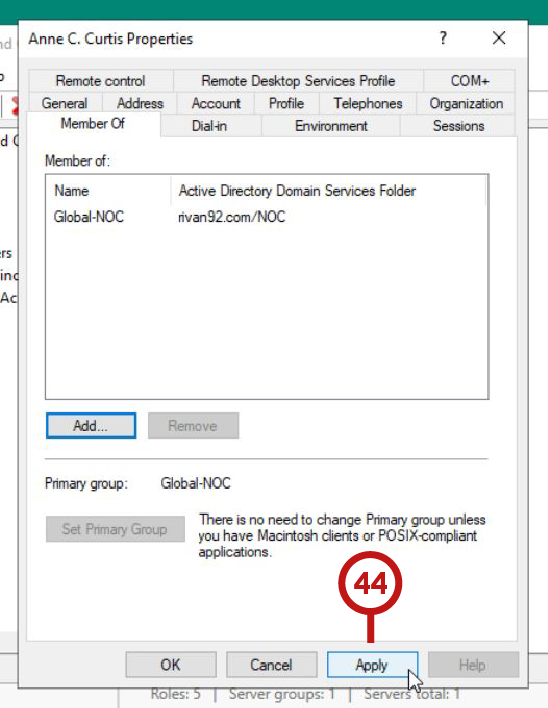 nd
Anne C. Curtis Properties
?
Remote control
Remote Desktop Services Profile
COM+
General
Address
Account
Profile
Telephones
Organization
Member Of
Dial-in
Environment
Sessions
d
Member of:
Name
Active Directory Domain Services Folder
Global-NOC
rivan92.com/NOC
ers
inc
Ac
Add...
Remove
Primary group:
Global-NOC
Set Primary Group
There is no need to change Primary group unless
you have Macintosh clients or POSIX-compliant
applications.
44
OK
Cancel
Apply
Help
Roles: 5 | Server groups: 1 | Servers total: 1